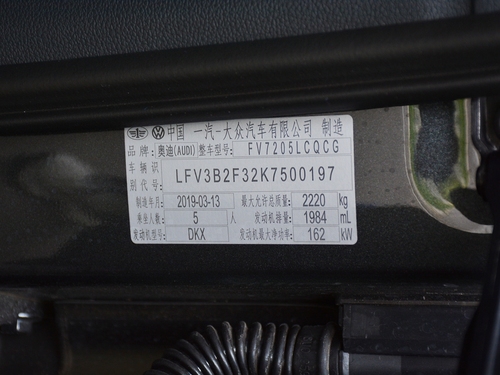 中国 一汽-大众汽车有限公司 制造
品 牌: 奥迪(AUDI) 整车型号: FV7205LCQCG
车 辆 识
别 代 号: LFV3B2F32K7500197
制造年月 2019-03-13 最大允许总质量: 2220 kg
乘坐人数: 5 人 发动机排量: 1984 mL
发动机型号: DKX 发动机最大净功率: 162 kW